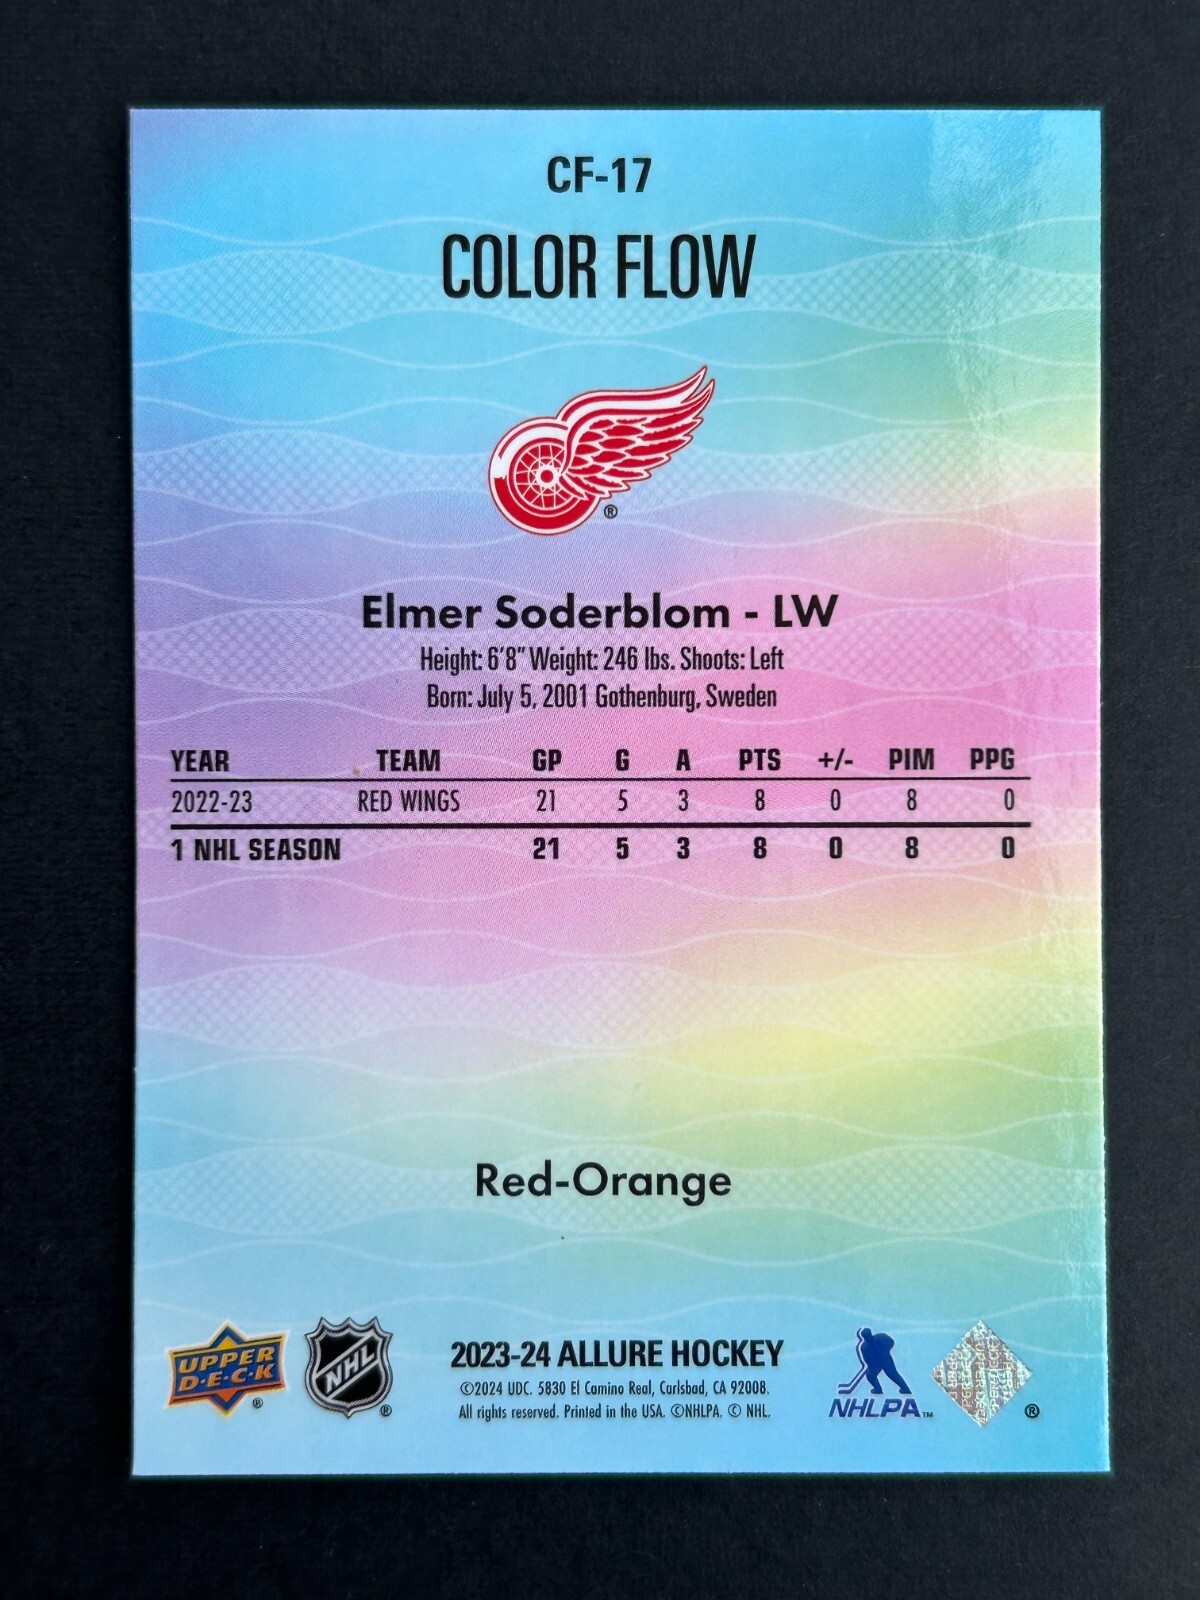 CF-17
COLOR FLOW
®
Elmer Soderblom - LW
Height: 6'8" Weight: 246 lbs. Shoots: Left
Born: July 5, 2001 Gothenburg, Sweden
YEAR TEAM GP G A PTS +/- PIM PPG
2022-23 RED WINGS 21 5 3 8 0 8 0
1 NHL SEASON 21 5 3 8 0 8 0
Red-Orange
UPPER
D·E·C·K
®
NHL
®
2023-24 ALLURE HOCKEY
©2024 UDC. 5830 El Camino Real, Carlsbad, CA 92008.
All rights reserved. Printed in the USA. ©NHLPA. © NHL.
NHLPA™
®